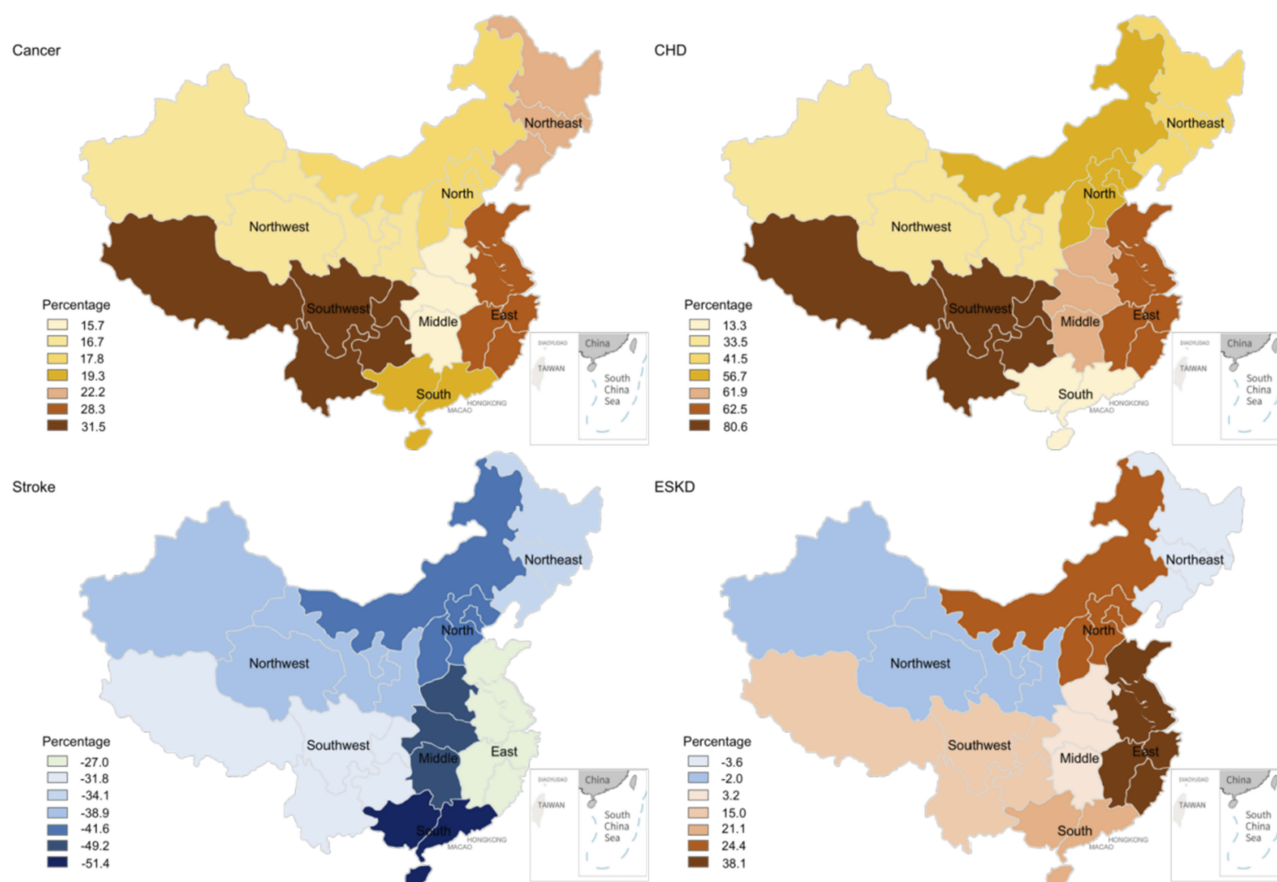 Cancer
Northeast
North
Northwest
Southwest
Middle
East
South
HONGKONG
MACAO
Percentage
15.7
16.7
17.8
19.3
22.2
28.3
31.5
DIAOYUDAO
TAIWAN
China
South
China
Sea
CHD
Northeast
North
Northwest
Southwest
Middle
East
South
HONGKONG
MACAO
Percentage
13.3
33.5
41.5
56.7
61.9
62.5
80.6
DIAOYUDAO
TAIWAN
China
South
China
Sea
Stroke
Northeast
North
Northwest
Southwest
Middle
East
South
HONGKONG
MACAO
Percentage
-27.0
-31.8
-34.1
-38.9
-41.6
-49.2
-51.4
DIAOYUDAO
TAIWAN
China
South
China
Sea
ESKD
Northeast
North
Northwest
Southwest
Middle
East
South
HONGKONG
MACAO
Percentage
-3.6
-2.0
3.2
15.0
21.1
24.4
38.1
DIAOYUDAO
TAIWAN
China
South
China
Sea